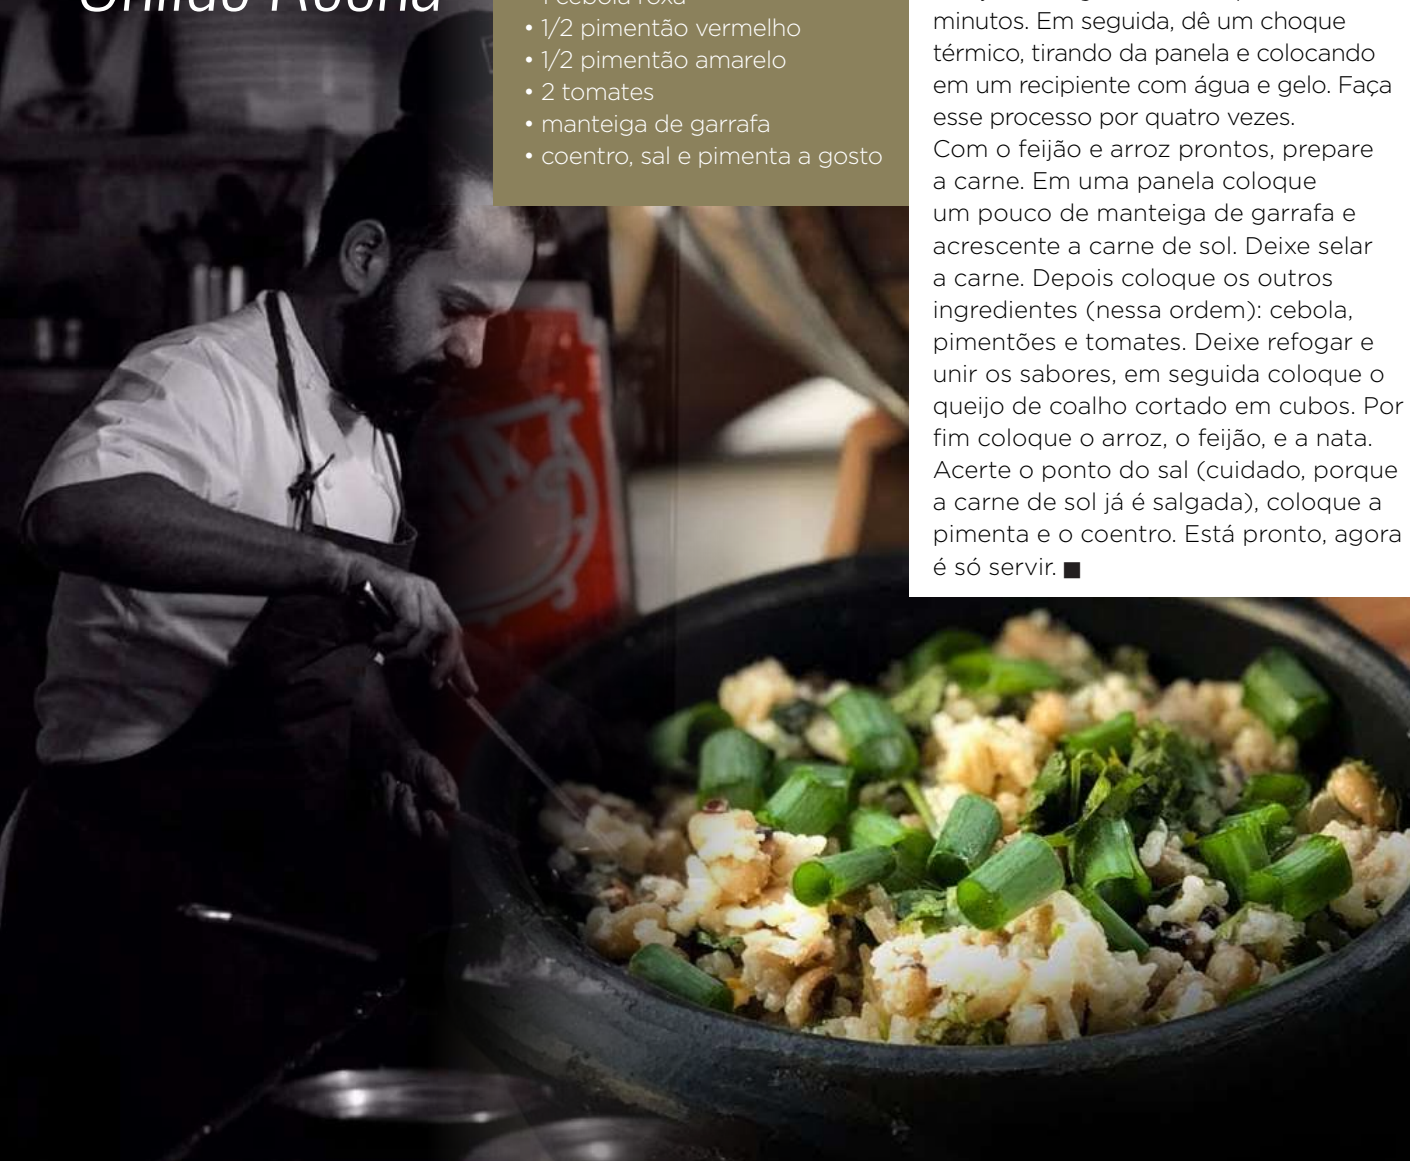 Rocha
1 cebola roxa
• 1/2 pimentão vermelho
• 1/2 pimentão amarelo
• 2 tomates
• manteiga de garrafa
• coentro, sal e pimenta a gosto
minutos. Em seguida, dê um choque
térmico, tirando da panela e colocando
em um recipiente com água e gelo. Faça
esse processo por quatro vezes.
Com o feijão e arroz prontos, prepare
a carne. Em uma panela coloque
um pouco de manteiga de garrafa e
acrescente a carne de sol. Deixe selar
a carne. Depois coloque os outros
ingredientes (nessa ordem): cebola,
pimentões e tomates. Deixe refogar e
unir os sabores, em seguida coloque o
queijo de coalho cortado em cubos. Por
fim coloque o arroz, o feijão, e a nata.
Acerte o ponto do sal (cuidado, porque
a carne de sol já é salgada), coloque a
pimenta e o coentro. Está pronto, agora
é só servir. ■